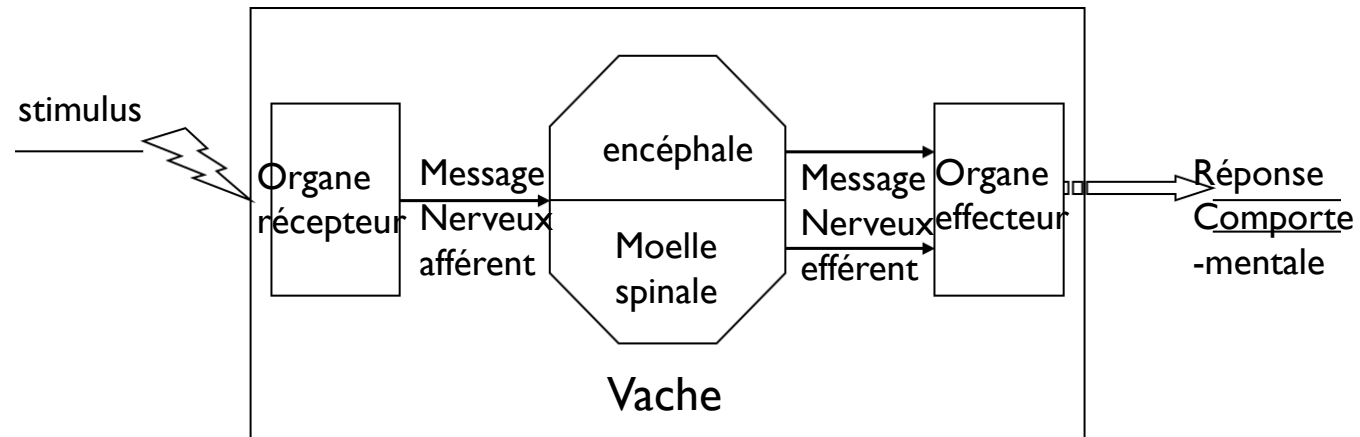 stimulus
Organe
récepteur
Message
Nerveux
afférent
encéphale
Moelle
spinale
Message
Nerveux
efférent
Organe
effecteur
Réponse
Comporte
-mentale
Vache